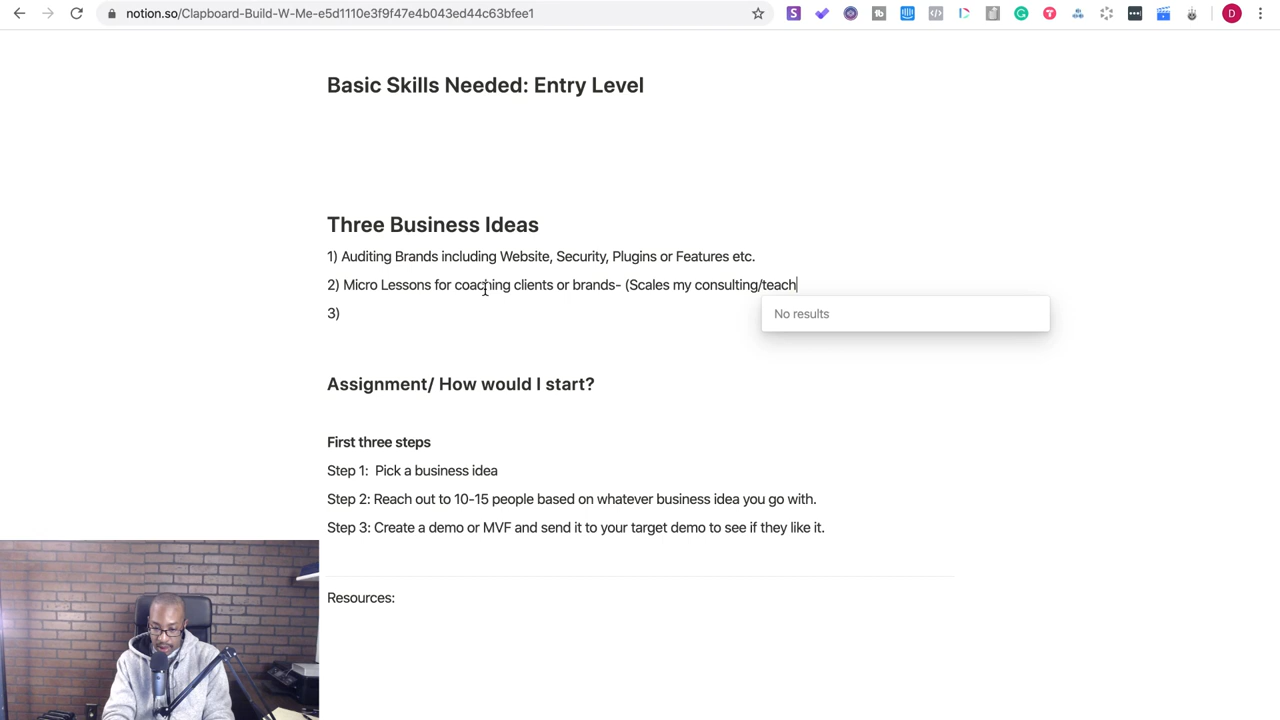 notion.so/Clapboard-Build-W-Me-e5d1110e3f9f47e4b043ed44c63bfee1
D
Basic Skills Needed: Entry Level
Three Business Ideas
1) Auditing Brands including Website, Security, Plugins or Features etc.
2) Micro Lessons for coaching clients or brands- (Scales my consulting/teach
No results
3)
Assignment/ How would I start?
First three steps
Step 1:  Pick a business idea
Step 2: Reach out to 10-15 people based on whatever business idea you go with.
Step 3: Create a demo or MVF and send it to your target demo to see if they like it.
Resources: